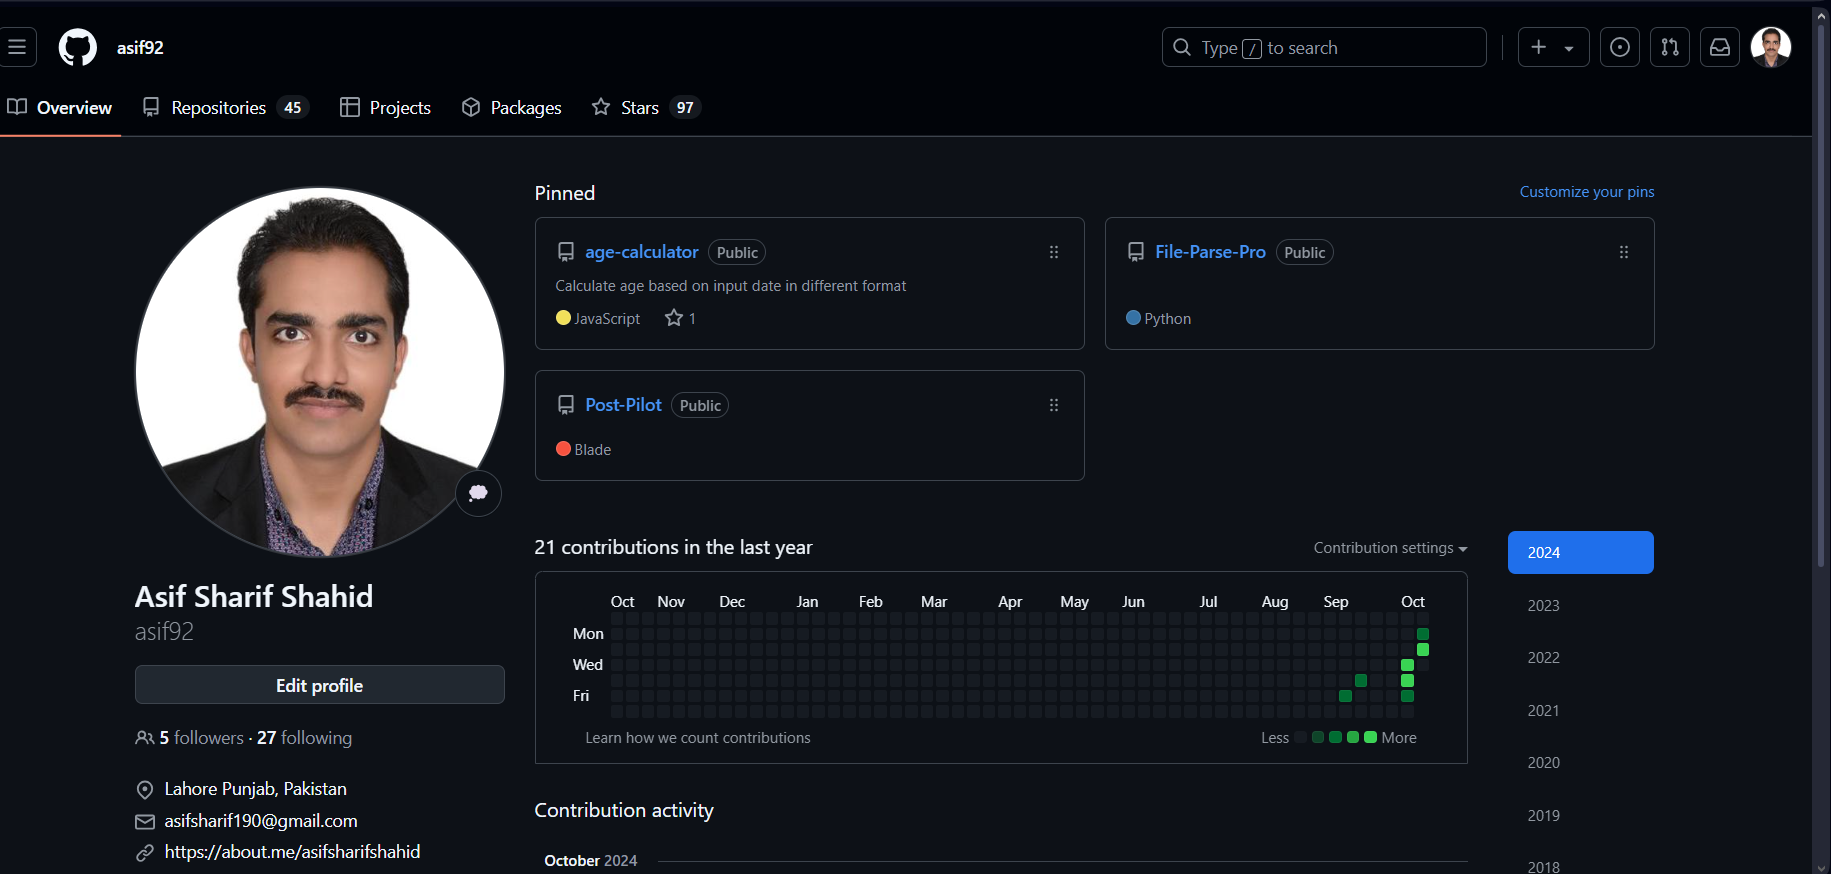 asif92
Type / to search
Overview
Repositories 45
Projects
Packages
Stars 97
Asif Sharif Shahid
asif92
Edit profile
5 followers · 27 following
Lahore Punjab, Pakistan
asifsharif190@gmail.com
https://about.me/asifsharifshahid
Pinned
Customize your pins
age-calculator Public
Calculate age based on input date in different format
JavaScript 1
File-Parse-Pro Public
Python
Post-Pilot Public
Blade
21 contributions in the last year
Contribution settings
Oct Nov Dec Jan Feb Mar Apr May Jun Jul Aug Sep Oct
Mon
Wed
Fri
Learn how we count contributions
Less More
Contribution activity
October 2024
2024
2023
2022
2021
2020
2019
2018